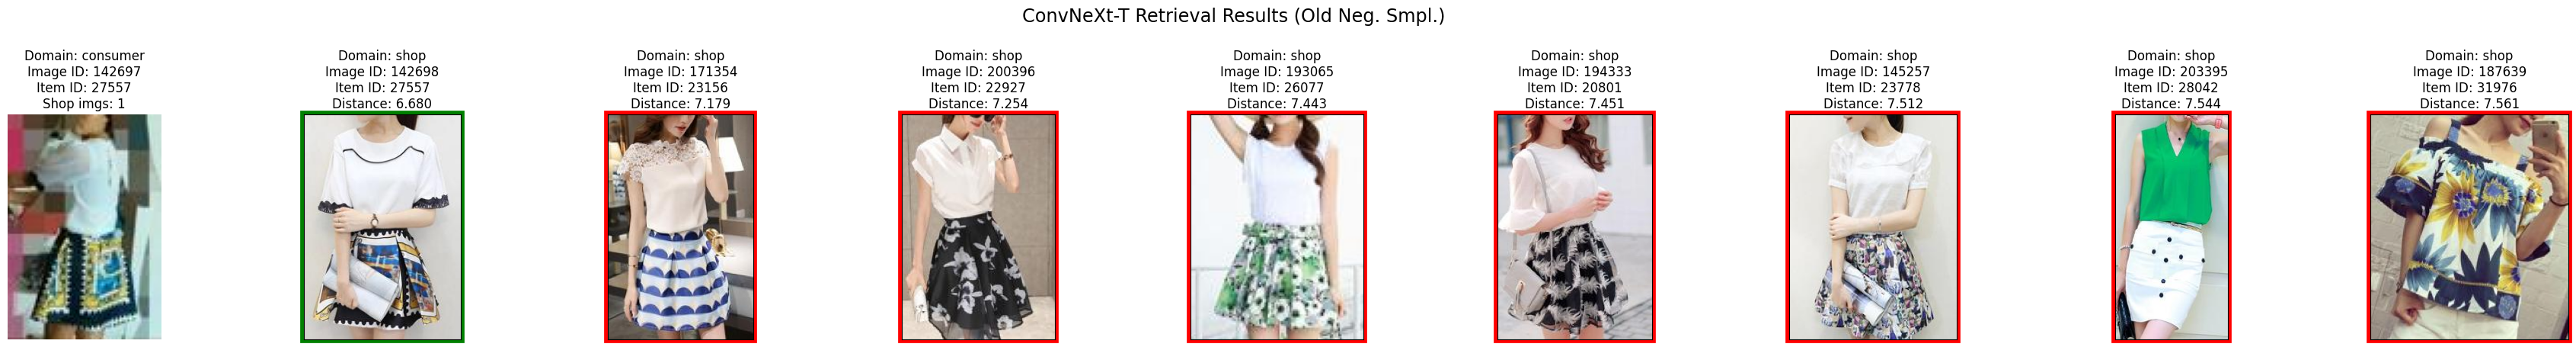 ConvNeXt-T Retrieval Results (Old Neg. Smpl.)
Domain: consumer
Image ID: 142697
Item ID: 27557
Shop imgs: 1
Domain: shop
Image ID: 142698
Item ID: 27557
Distance: 6.680
Domain: shop
Image ID: 171354
Item ID: 23156
Distance: 7.179
Domain: shop
Image ID: 200396
Item ID: 22927
Distance: 7.254
Domain: shop
Image ID: 193065
Item ID: 26077
Distance: 7.443
Domain: shop
Image ID: 194333
Item ID: 20801
Distance: 7.451
Domain: shop
Image ID: 145257
Item ID: 23778
Distance: 7.512
Domain: shop
Image ID: 203395
Item ID: 28042
Distance: 7.544
Domain: shop
Image ID: 187639
Item ID: 31976
Distance: 7.561